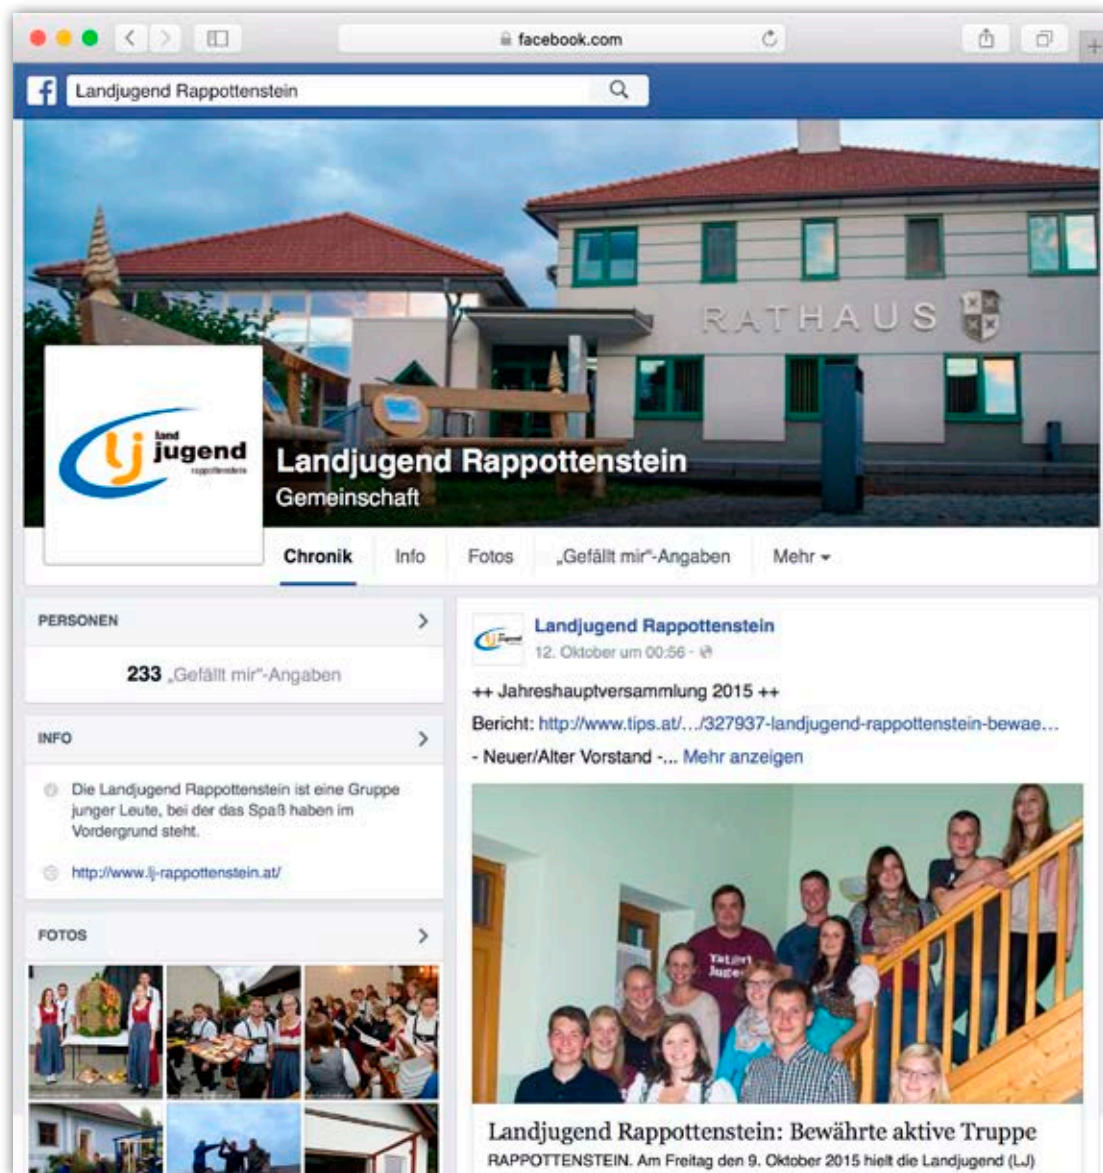 facebook.com
Landjugend Rappottenstein
RATHAUS
land
jugend
rappottenstein
Landjugend Rappottenstein
Gemeinschaft
Chronik Info Fotos „Gefällt mir"-Angaben Mehr
PERSONEN
233 „Gefällt mir"-Angaben
INFO
Die Landjugend Rappottenstein ist eine Gruppe
junger Leute, bei der das Spaß haben im
Vordergrund steht.
http://www.lj-rappottenstein.at/
FOTOS
Landjugend Rappottenstein
12. Oktober um 00:56 ·
++ Jahreshauptversammlung 2015 ++
Bericht: http://www.tips.at/.../327937-landjugend-rappottenstein-bewae...
- Neuer/Alter Vorstand -... Mehr anzeigen
Landjugend Rappottenstein: Bewährte aktive Truppe
RAPPOTTENSTEIN. Am Freitag den 9. Oktober 2015 hielt die Landjugend (LJ)